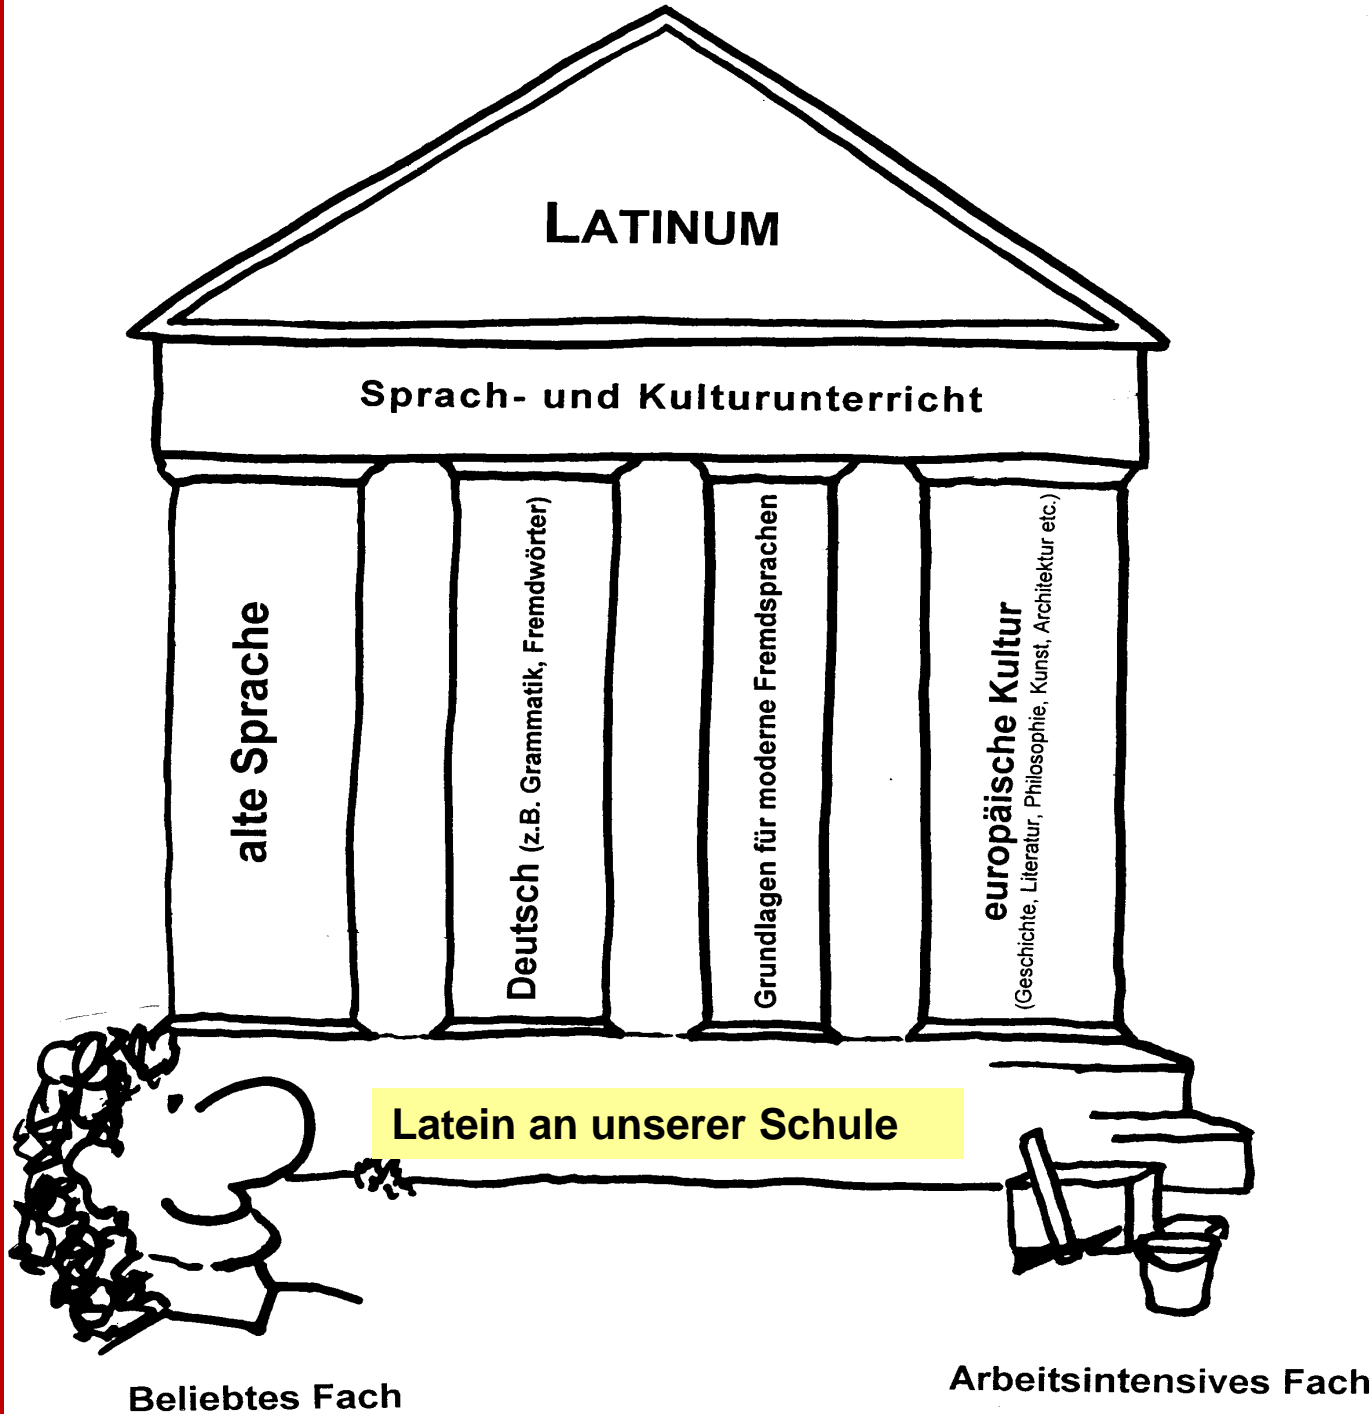 LATINUM
Sprach- und Kulturunterricht
alte Sprache
Deutsch (z.B. Grammatik, Fremdwörter)
Grundlagen für moderne Fremdsprachen
europäische Kultur
(Geschichte, Literatur, Philosophie, Kunst, Architektur etc.)
Latein an unserer Schule
Beliebtes Fach
Arbeitsintensives Fach